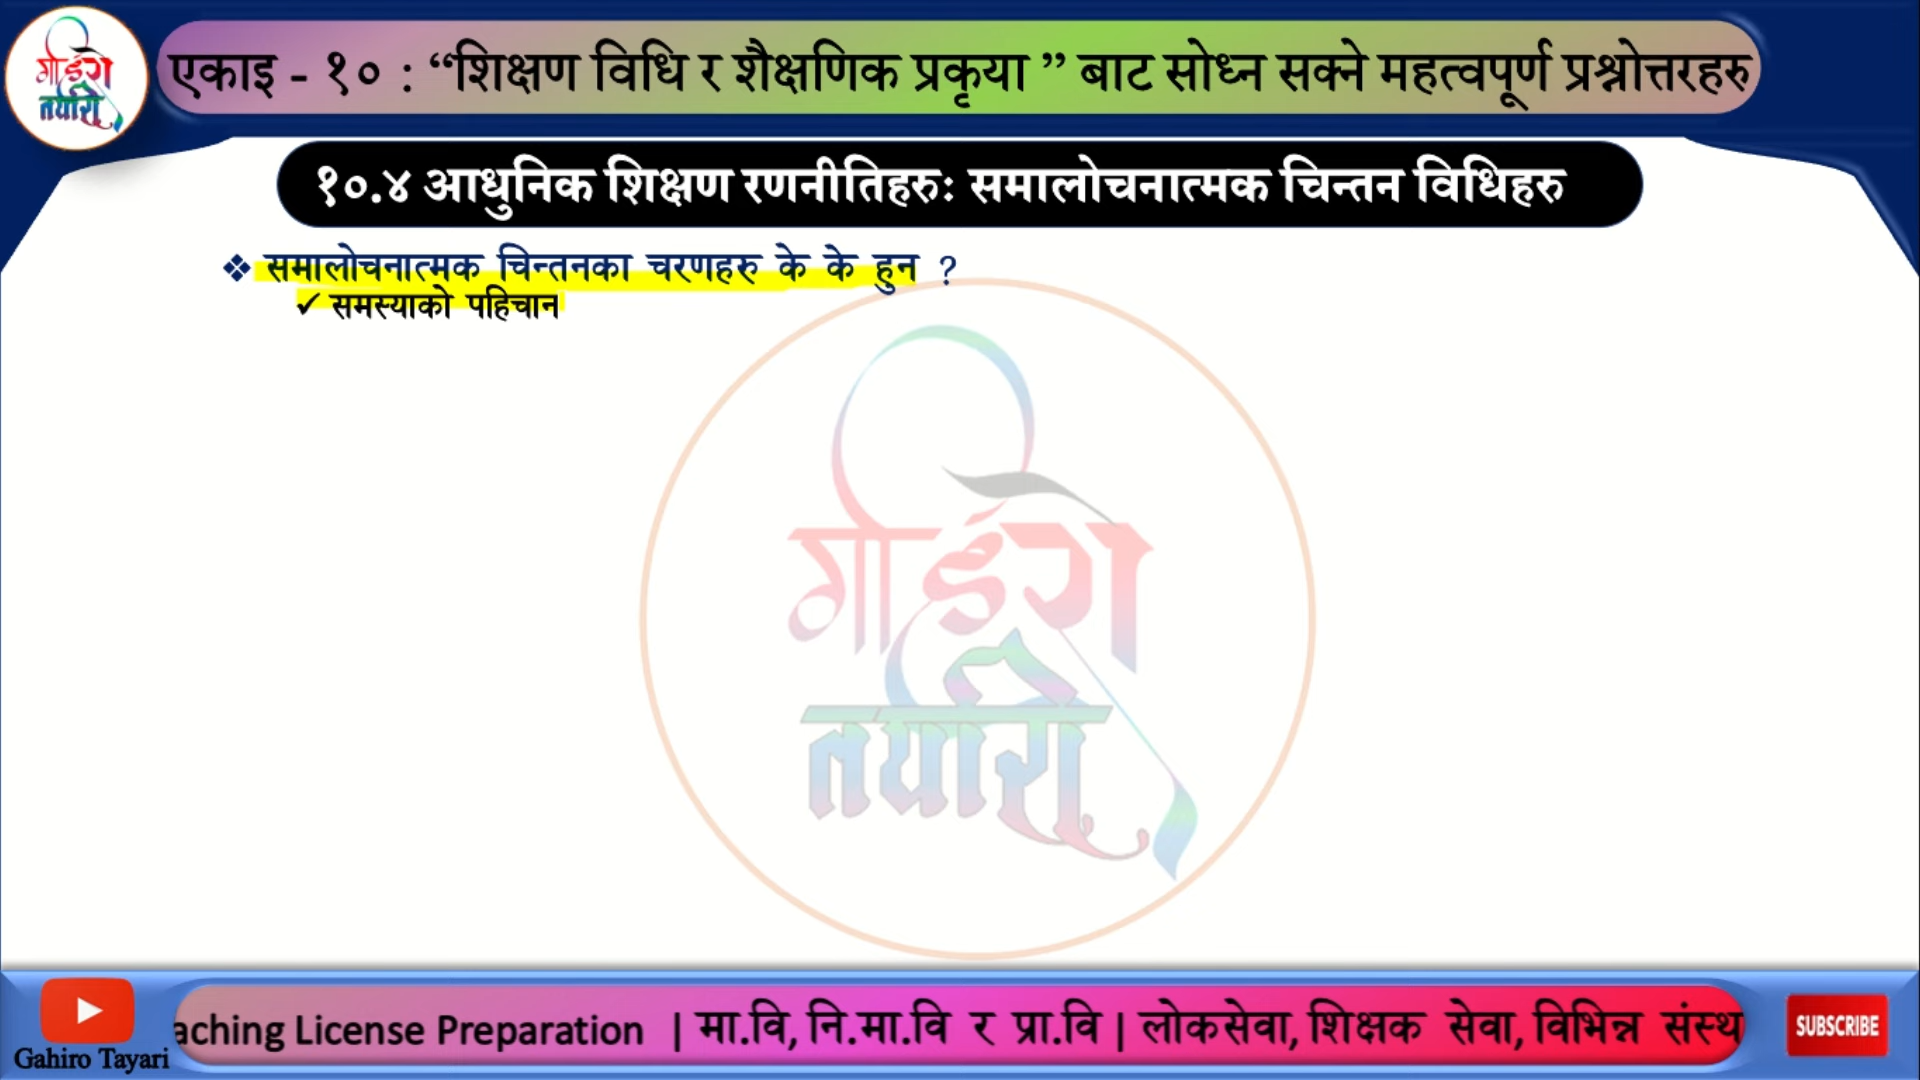 गहिरो
तयारी
एकाइ - १० : “शिक्षण विधि र शैक्षणिक प्रकृया ” बाट सोध्न सक्ने महत्वपूर्ण प्रश्नोत्तरहरु
१०.४ आधुनिक शिक्षण रणनीतिहरुः समालोचनात्मक चिन्तन विधिहरु
❖ समालोचनात्मक चिन्तनका चरणहरु के के हुन ?
✓ समस्याको पहिचान
गहिरो
तयारी
aching License Preparation | मा.वि, नि.मा.वि र प्रा.वि | लोकसेवा, शिक्षक सेवा, विभिन्न संस्थ
SUBSCRIBE
Gahiro Tayari